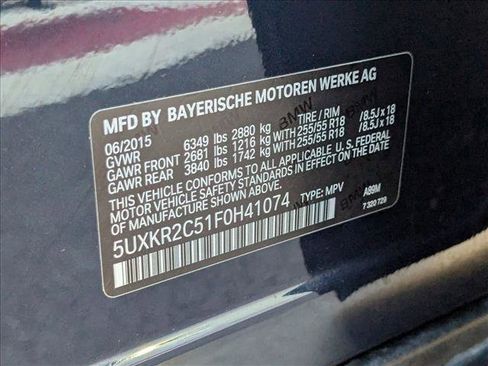 MFD BY BAYERISCHE MOTOREN WERKE AG
06/2015 TIRE / RIM
GVWR 6349 lbs 2880 kg
GAWR FRONT 2681 lbs 1216 kg 255/55 R18 /8.5J x 18
GAWR REAR 3840 lbs 1742 kg 255/55 R18 /8.5J x 18
THIS VEHICLE CONFORMS TO ALL APPLICABLE U.S. FEDERAL
MOTOR VEHICLE SAFETY STANDARDS IN EFFECT ON THE DATE
OF MANUFACTURE SHOWN ABOVE.
5UXKR2C51F0H41074 TYPE: MPV A89M
7 320 729
BMW